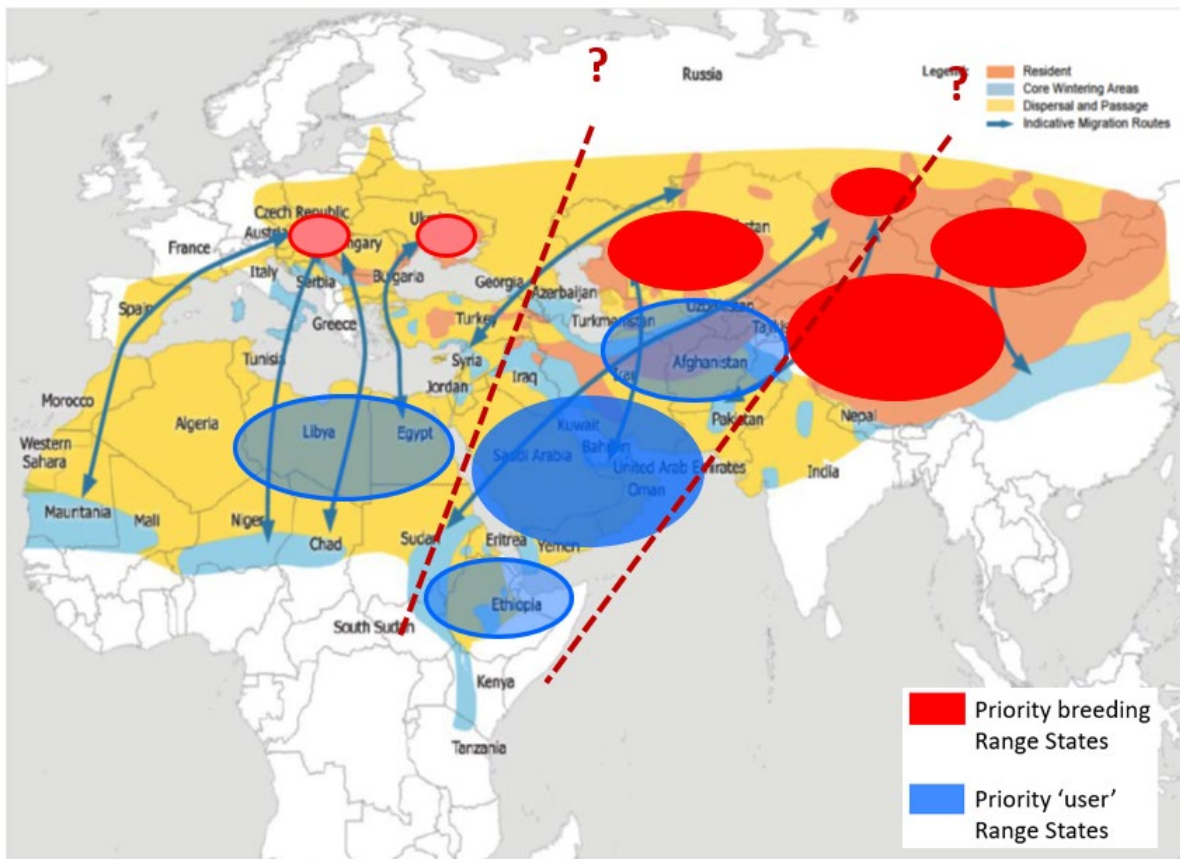 ?
Russia
Legend:
Resident
?
Core Wintering Areas
Dispersal and Passage
Indicative Migration Routes
Czech Republic
Austria
Hungary
France
Italy
Serbia
Bulgaria
Georgia
Azerbaijan
Spain
Greece
Turkey
Turkmenistan
Uzbekistan
Tunisia
Syria
Iraq
Iran
Afghanistan
Jordan
Morocco
Pakistan
Nepal
Algeria
Libya
Egypt
Kuwait
Bahrain
Western
Sahara
Saudi Arabia
United Arab Emirates
India
Oman
Mauntania
Mali
Niger
Chad
Sudan
Eritrea
Yemen
Ethiopia
South Sudan
Kenya
Tanzania
Priority breeding
Range States
Priority ‘user’
Range States